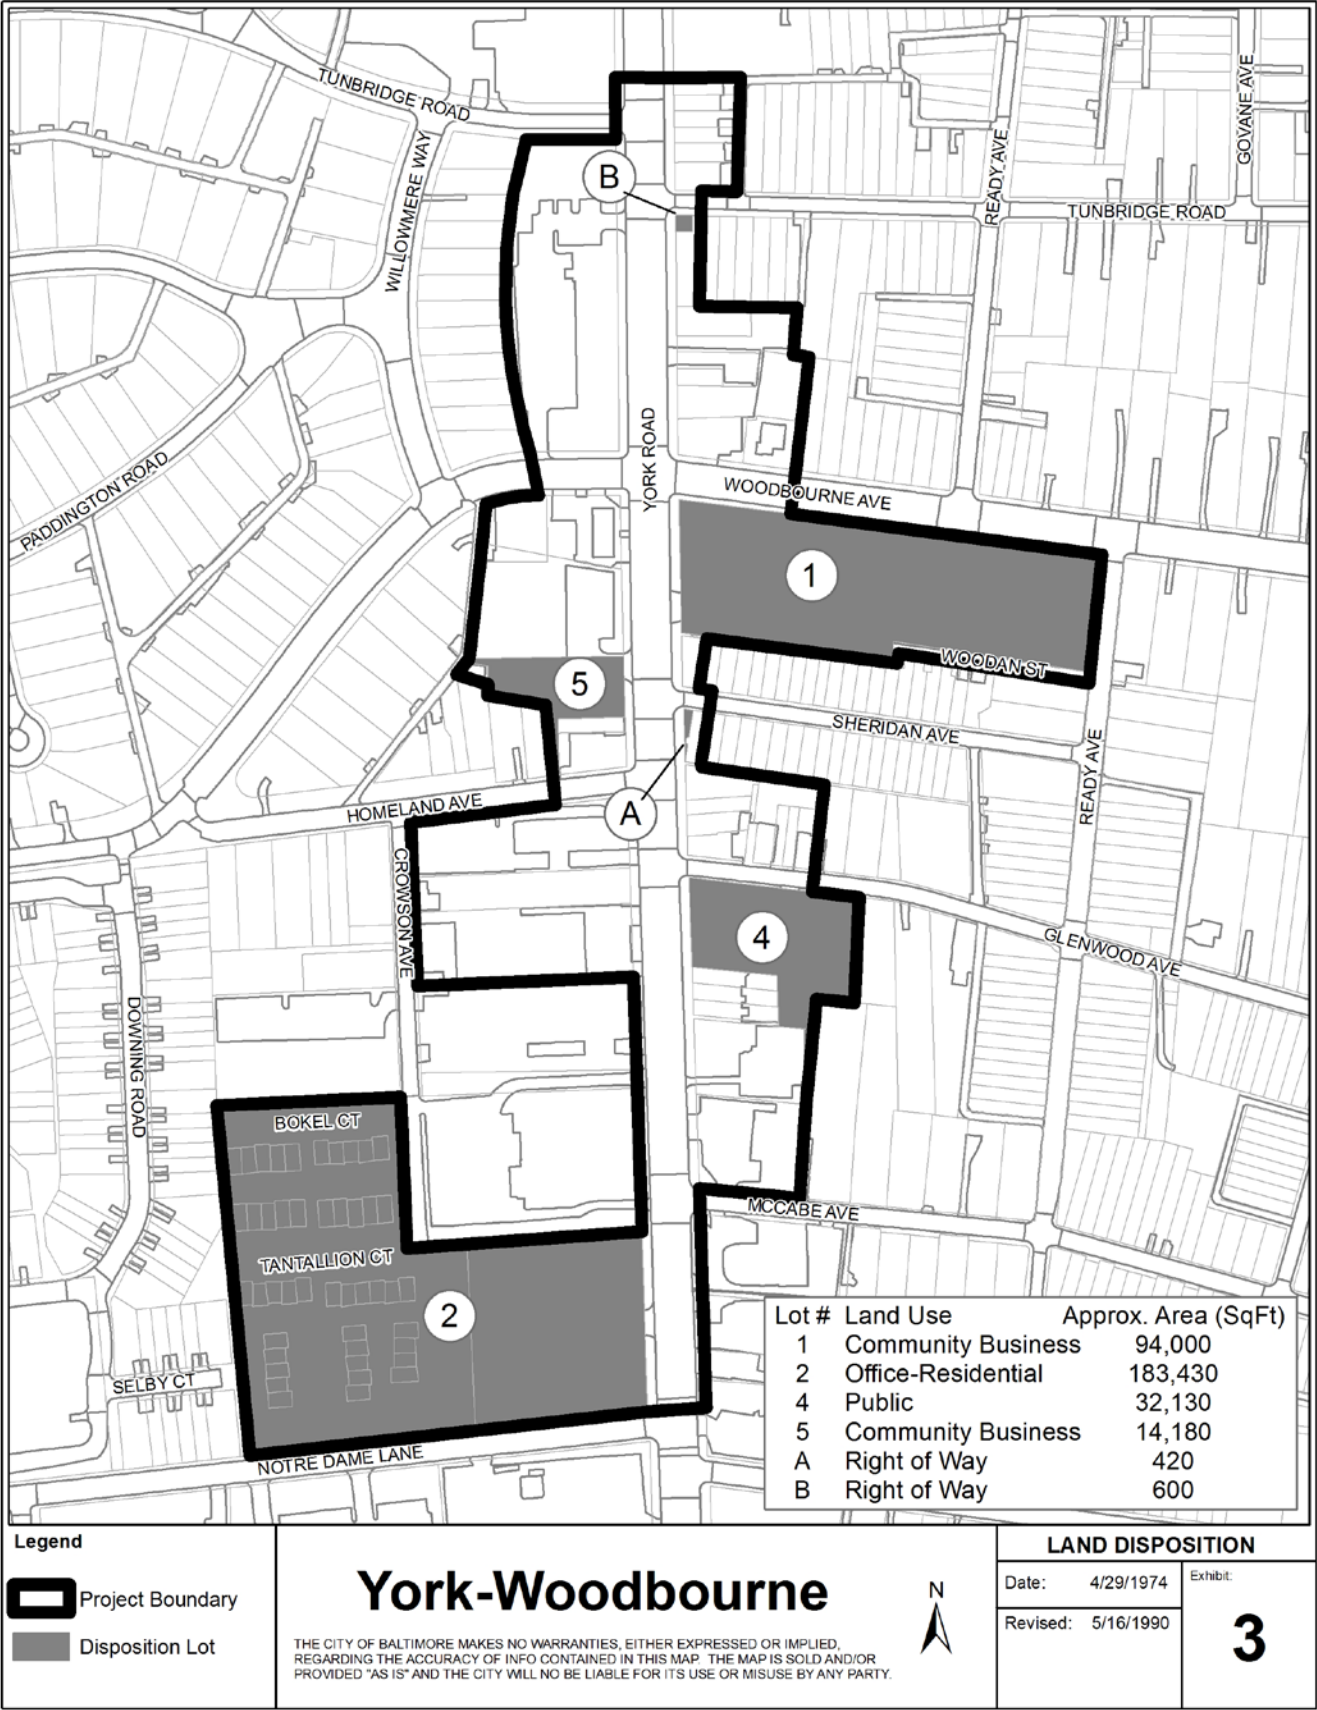 TUNBRIDGE ROAD
WILLOWMERE WAY
GOVANE AVE
READY AVE
B
TUNBRIDGE ROAD
YORK ROAD
PADDINGTON ROAD
WOODBOURNE AVE
1
WOODAN ST
5
SHERIDAN AVE
READY AVE
HOMELAND AVE
A
CROWSON AVE
4
GLENWOOD AVE
DOWNING ROAD
BOKEL CT
MCCABE AVE
TANTALLION CT
2
SELBY CT
NOTRE DAME LANE
Lot # Land Use Approx. Area (SqFt)
1 Community Business 94,000
2 Office-Residential 183,430
4 Public 32,130
5 Community Business 14,180
A Right of Way 420
B Right of Way 600
Legend
Project Boundary
Disposition Lot
York-Woodbourne
THE CITY OF BALTIMORE MAKES NO WARRANTIES, EITHER EXPRESSED OR IMPLIED,
REGARDING THE ACCURACY OF INFO CONTAINED IN THIS MAP. THE MAP IS SOLD AND/OR
PROVIDED "AS IS" AND THE CITY WILL NO BE LIABLE FOR ITS USE OR MISUSE BY ANY PARTY.
N
LAND DISPOSITION
Date: 4/29/1974
Revised: 5/16/1990
Exhibit:
3